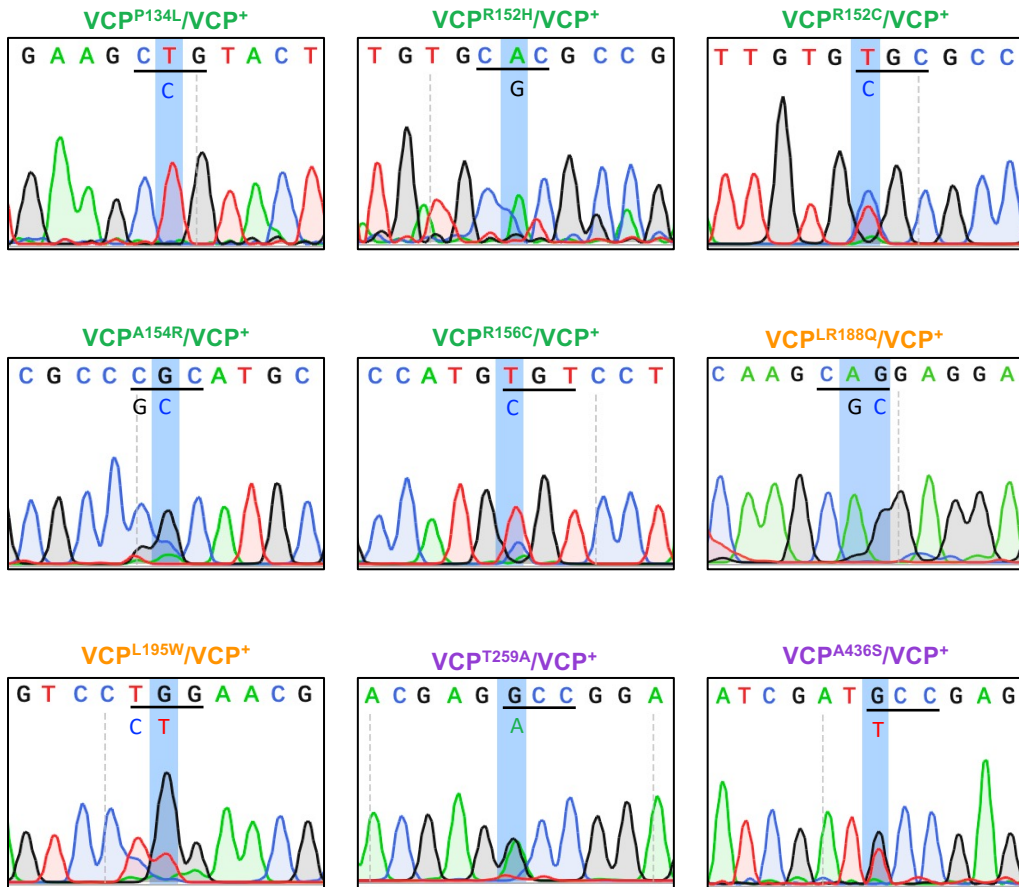 VCPP134L/VCP+ VCPR152H/VCP+ VCPR152C/VCP+
G A A G C T G T A C T T G T G C A C G C C G T T G T G T G C G C C
C G C
VCPA154R/VCP+ VCPR156C/VCP+ VCPLR188Q/VCP+
C G C C C G C A T G C C C A T G T G T C C T C A A G C A G G A G G A
G C C G C
VCPL195W/VCP+ VCPT259A/VCP+ VCPA436S/VCP+
G T C C T G G A A C G A C G A G G C C G G A A T C G A T G C C G A G
C T A T